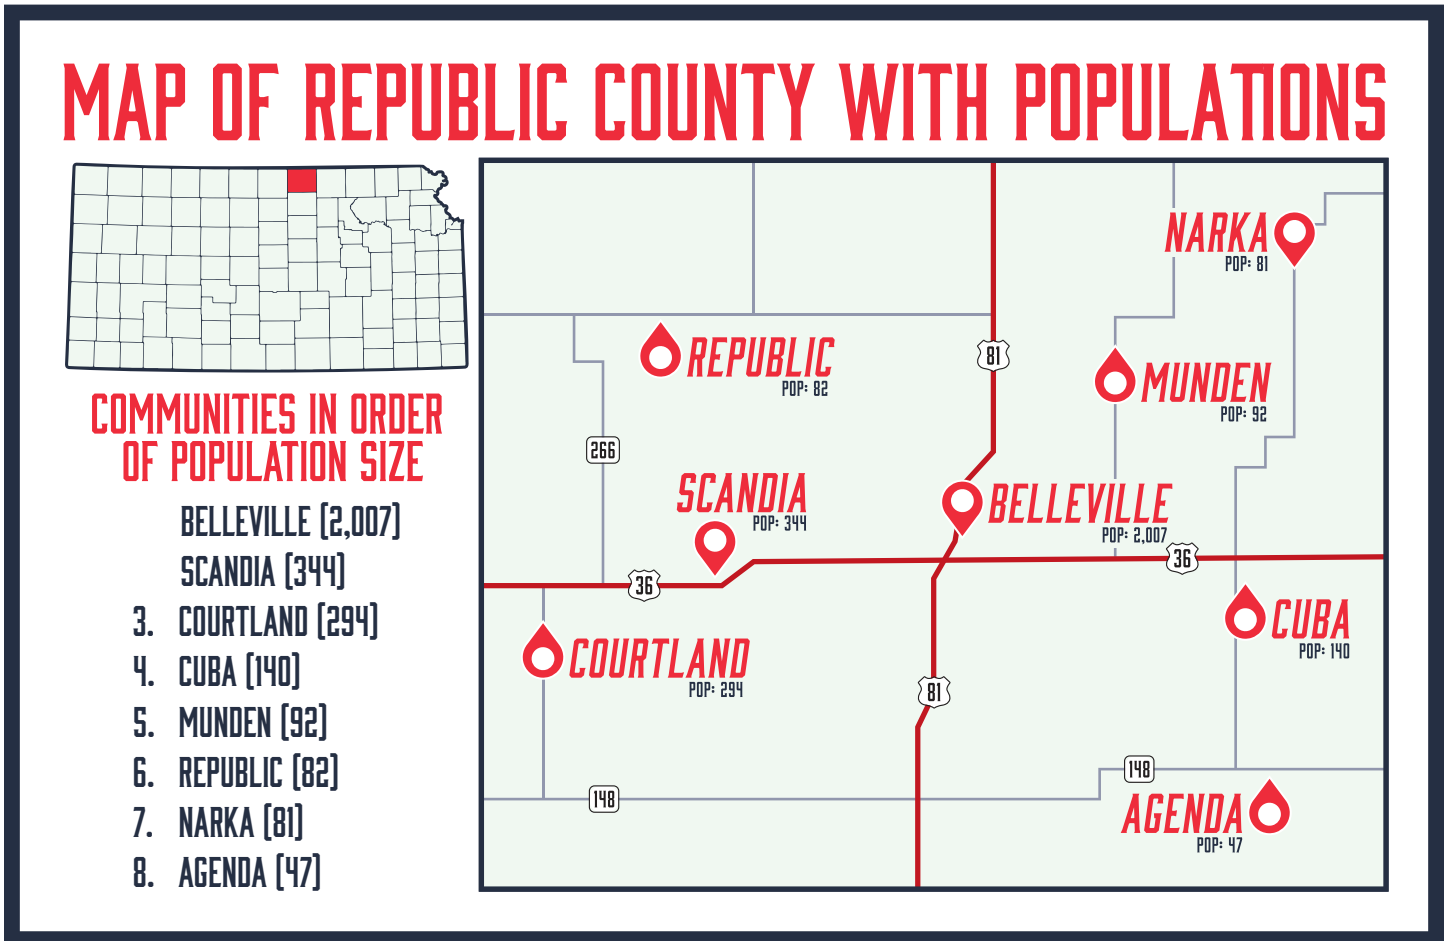 MAP OF REPUBLIC COUNTY WITH POPULATIONS
COMMUNITIES IN ORDER
OF POPULATION SIZE
BELLEVILLE (2,007)
SCANDIA (344)
3. COURTLAND (294)
4. CUBA (140)
5. MUNDEN (92)
6. REPUBLIC (82)
7. NARKA (81)
8. AGENDA (47)
NARKA
POP: 81
REPUBLIC
POP: 82
81
MUNDEN
POP: 92
266
SCANDIA
POP: 344
BELLEVILLE
POP: 2,007
36
36
CUBA
POP: 140
COURTLAND
POP: 294
81
148
148
AGENDA
POP: 47